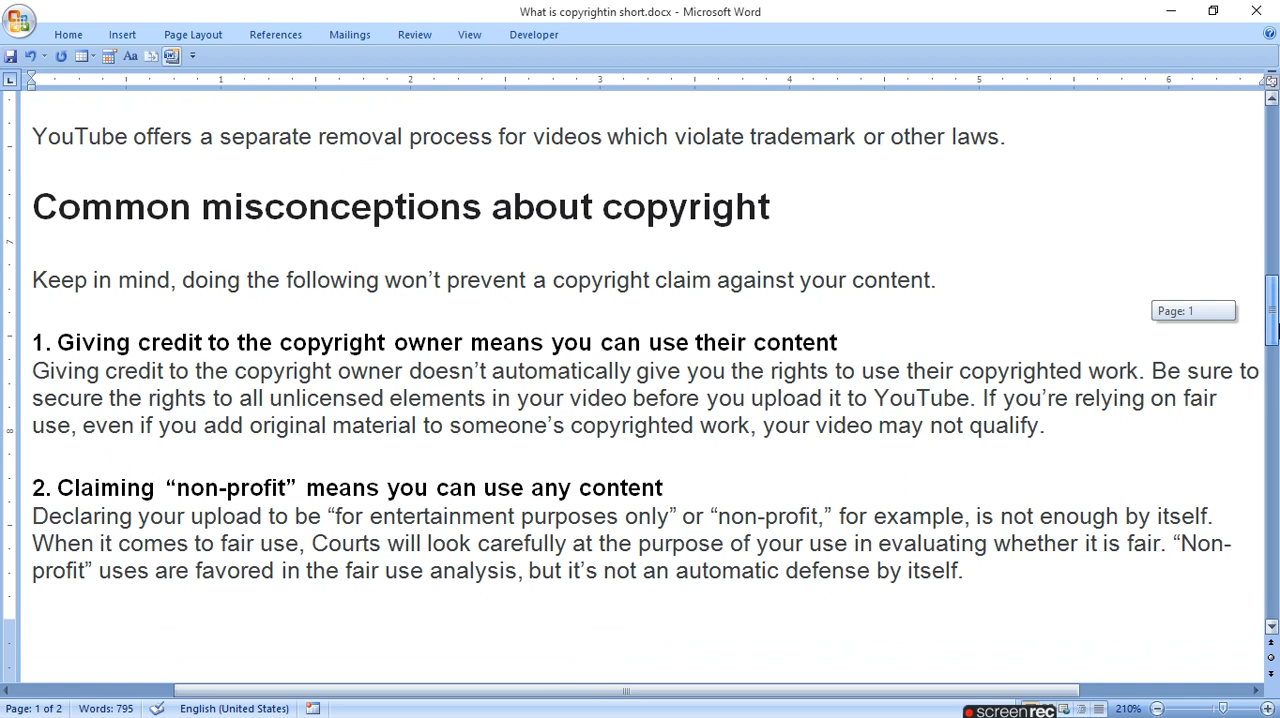 What is copyrightin short.docx - Microsoft Word
Home Insert Page Layout References Mailings Review View Developer
Aa
1 2 3 4 5 6
YouTube offers a separate removal process for videos which violate trademark or other laws.
Common misconceptions about copyright
7
Keep in mind, doing the following won’t prevent a copyright claim against your content.
Page: 1
1. Giving credit to the copyright owner means you can use their content
Giving credit to the copyright owner doesn’t automatically give you the rights to use their copyrighted work. Be sure to
secure the rights to all unlicensed elements in your video before you upload it to YouTube. If you’re relying on fair
8
use, even if you add original material to someone’s copyrighted work, your video may not qualify.
2. Claiming “non-profit” means you can use any content
Declaring your upload to be “for entertainment purposes only” or “non-profit,” for example, is not enough by itself.
When it comes to fair use, Courts will look carefully at the purpose of your use in evaluating whether it is fair. “Non-
profit” uses are favored in the fair use analysis, but it’s not an automatic defense by itself.
Page: 1 of 2 Words: 795 English (United States) screenrec 210%